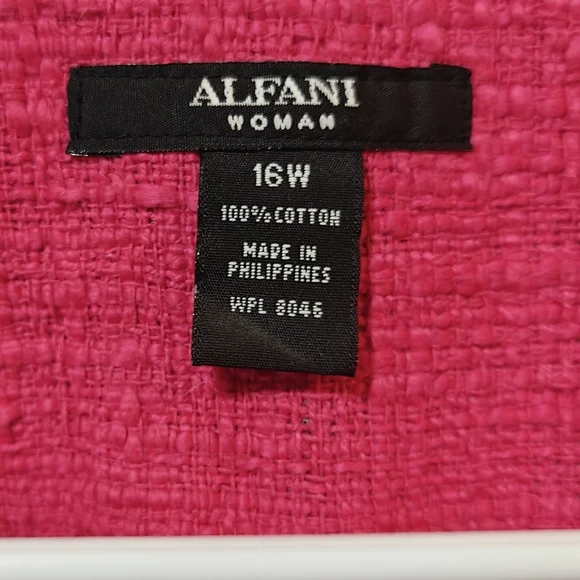 ALFANI
WOMAN
16W
100% COTTON
MADE IN
PHILIPPINES
WPL 8046